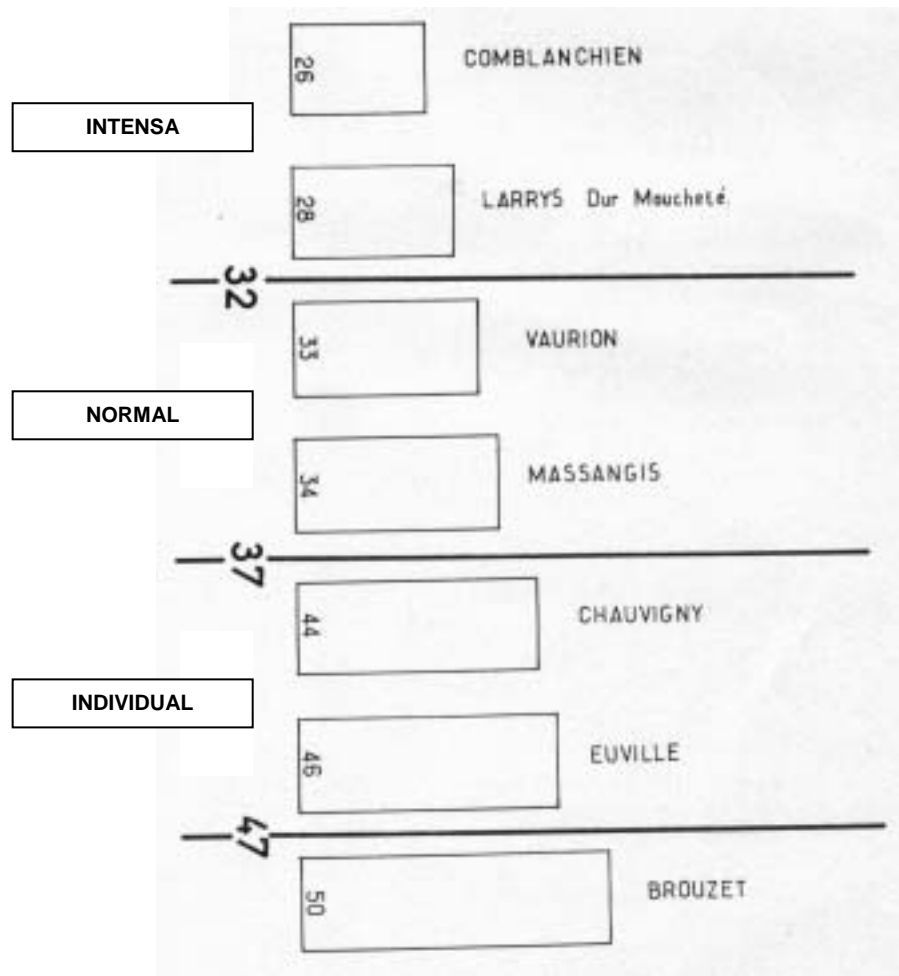 COMBLANCHIEN
26
INTENSA
LARRYS Dur Moucheté.
28
32
VAURION
33
NORMAL
MASSANGIS
34
37
CHAUVIGNY
44
INDIVIDUAL
EUVILLE
46
47
BROUZET
50